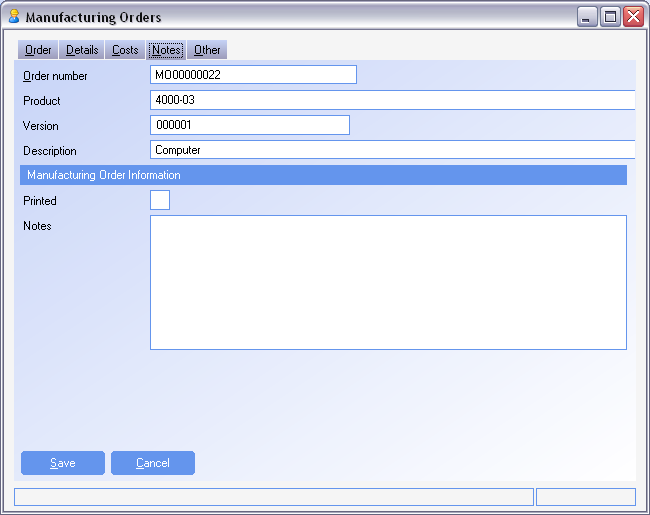 Manufacturing Orders
Order Details Costs Notes Other
Order number MO00000022
Product 4000-03
Version 000001
Description Computer
Manufacturing Order Information
Printed
Notes
Save Cancel